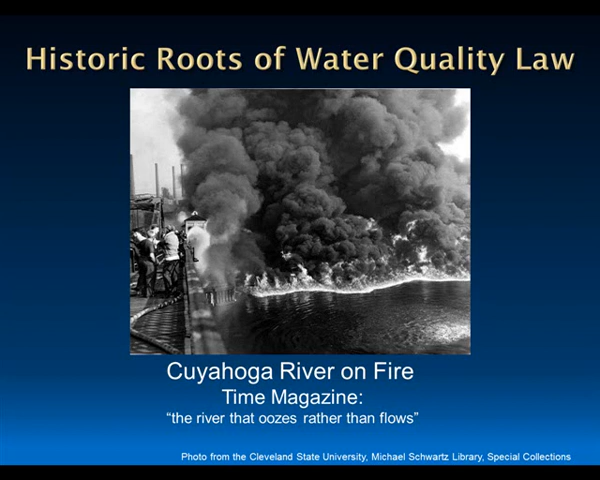 Historic Roots of Water Quality Law
Cuyahoga River on Fire
Time Magazine:
“the river that oozes rather than flows”
Photo from the Cleveland State University, Michael Schwartz Library, Special Collections